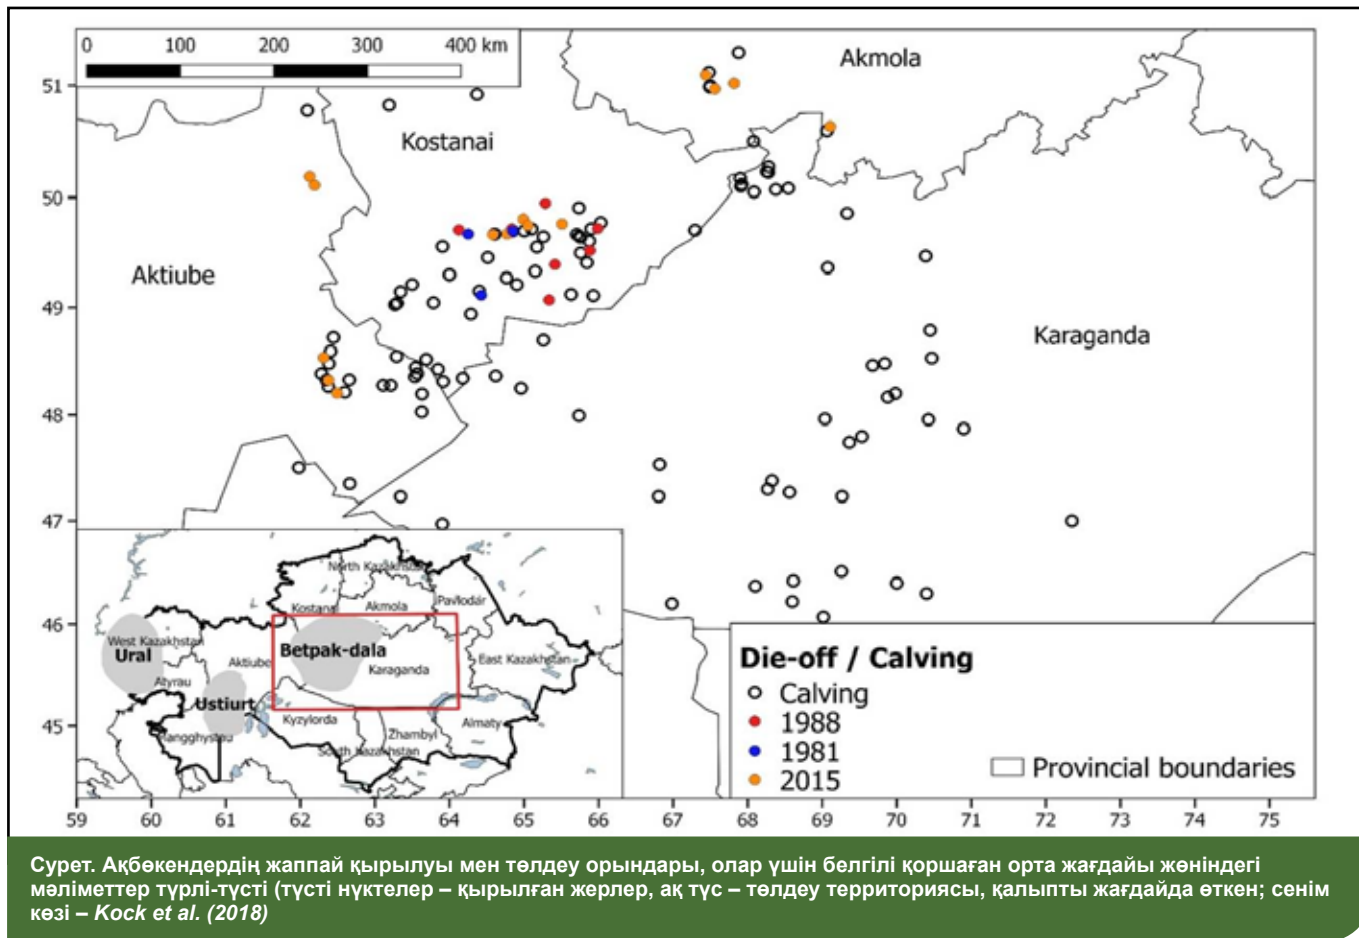 0 100 200 300 400 km
Akmola
51
Kostanai
50
Aktiube
49
Karaganda
48
47
North Kazakhstan
Kostanai
Akmola
Pavlodar
46
West Kazakhstan
Ural
Betpak-dala
Aktiube
Karaganda
East Kazakhstan
Atyrau
Ustiurt
Kyzylorda
Almaty
45
Mangghystau
Zhambyl
South Kazakhstan
Die-off / Calving
Calving
1988
1981
2015
Provincial boundaries
59 60 61 62 63 64 65 66 67 68 69 70 71 72 73 74 75
Сурет. Ақбөкендердің жаппай қырылуы мен төлдеу орындары, олар үшін белгілі қоршаған орта жағдайы жөніндегі
мәліметтер түрлі-түсті (түсті нүктелер – қырылған жерлер, ақ түс – төлдеу территориясы, қалыпты жағдайда өткен; сенім
көзі – Kock et al. (2018)